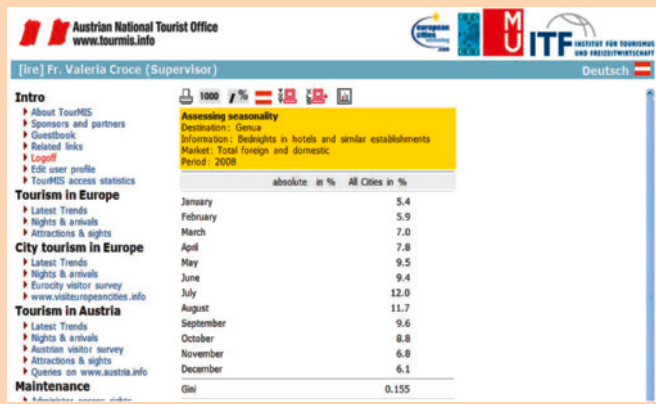 Austrian National Tourist Office
www.tourmis.info
european
cities
marketing
.com
MU
ITF INSTITUT FÜR TOURISMUS
UND FREIZEITWIRTSCHAFT
[ire] Fr. Valeria Croce (Supervisor)
Deutsch
Intro
About TourMIS
Sponsors and partners
Guestbook
Related links
Logoff
Edit user profile
TourMIS access statistics
Tourism in Europe
Latest Trends
Nights & arrivals
Attractions & sights
City tourism in Europe
Latest Trends
Nights & arrivals
Eurocity visitor survey
www.visiteuropeancities.info
Tourism in Austria
Latest Trends
Nights & arrivals
Austrian visitor survey
Attractions & sights
Queries on www.austria.info
Maintenance
Administer access rights
1000 %
Assessing seasonality
Destination: Genua
Information: Bednights in hotels and similar establishments
Market: Total foreign and domestic
Period: 2008
absolute in % All Cities in %
January 5.4
February 5.9
March 7.0
April 7.8
May 9.5
June 9.4
July 12.0
August 11.7
September 9.6
October 8.8
November 6.8
December 6.1
Gini 0.155